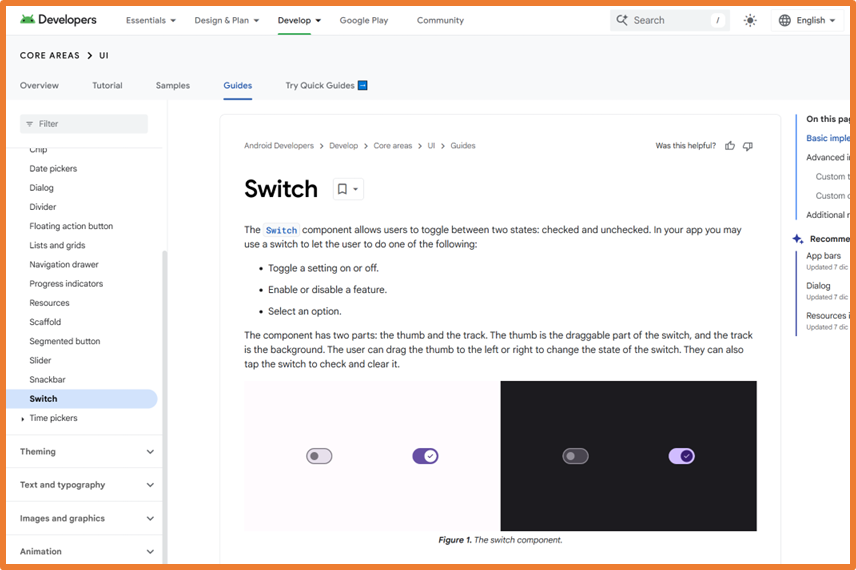 Developers
Essentials
Design & Plan
Develop
Google Play
Community
Search
/
English
CORE AREAS > UI
Overview
Tutorial
Samples
Guides
Try Quick Guides
Filter
Chip
Date pickers
Dialog
Divider
Floating action button
Lists and grids
Navigation drawer
Progress indicators
Resources
Scaffold
Segmented button
Slider
Snackbar
Switch
Time pickers
Theming
Text and typography
Images and graphics
Animation
Android Developers > Develop > Core areas > UI > Guides
Was this helpful?
Switch
The Switch component allows users to toggle between two states: checked and unchecked. In your app you may
use a switch to let the user to do one of the following:
• Toggle a setting on or off.
• Enable or disable a feature.
• Select an option.
The component has two parts: the thumb and the track. The thumb is the draggable part of the switch, and the track
is the background. The user can drag the thumb to the left or right to change the state of the switch. They can also
tap the switch to check and clear it.
Figure 1. The switch component.
On this pag
Basic imple
Advanced i
Custom t
Custom c
Additional r
Recomme
App bars
Updated 7 dic
Dialog
Updated 7 dic
Resources i
Updated 7 dic